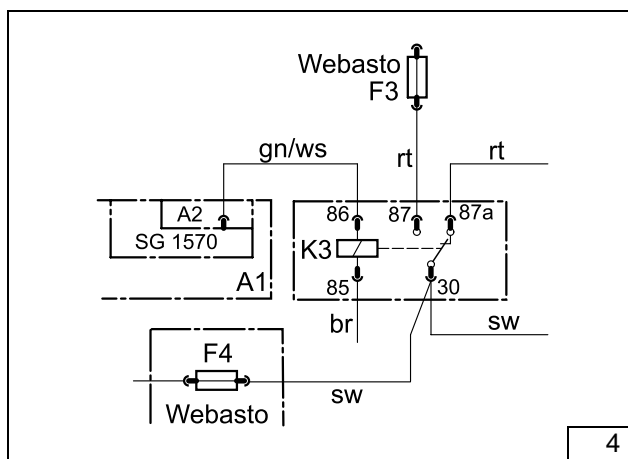 Webasto
F3
gn/ws
rt
rt
A2
SG 1570
A1
86
87
87a
K3
85
30
br
sw
F4
sw
Webasto
4